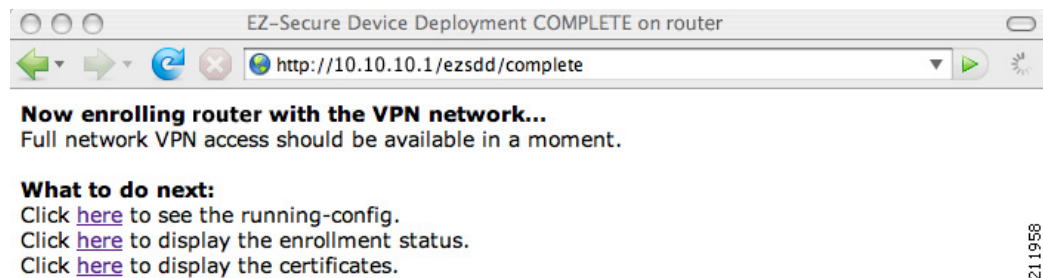 EZ-Secure Device Deployment COMPLETE on router
http://10.10.10.1/ezsdd/complete
Now enrolling router with the VPN network...
Full network VPN access should be available in a moment.
What to do next:
Click here to see the running-config.
Click here to display the enrollment status.
Click here to display the certificates.
211958